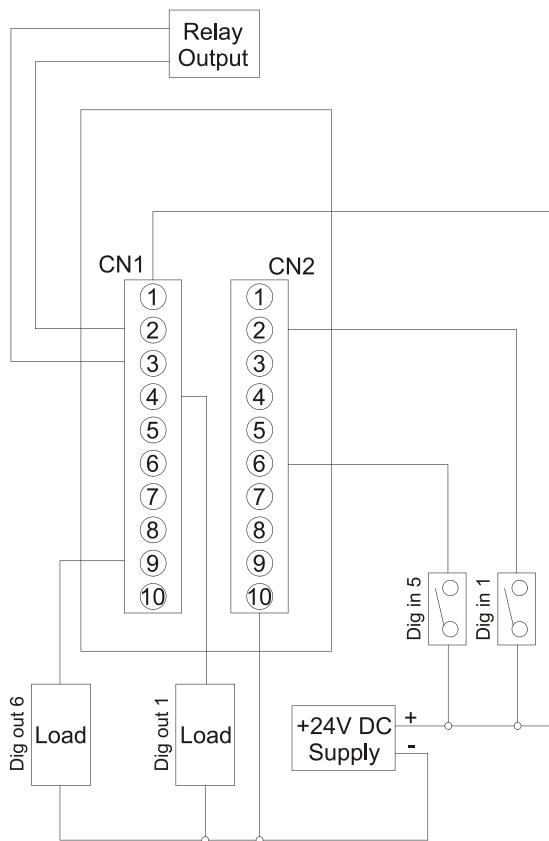 Relay
Output
CN1
CN2
1
2
3
4
5
6
7
8
9
10
1
2
3
4
5
6
7
8
9
10
Dig in 5
Dig in 1
Dig out 6
Load
Dig out 1
Load
+24V DC
Supply
+
-